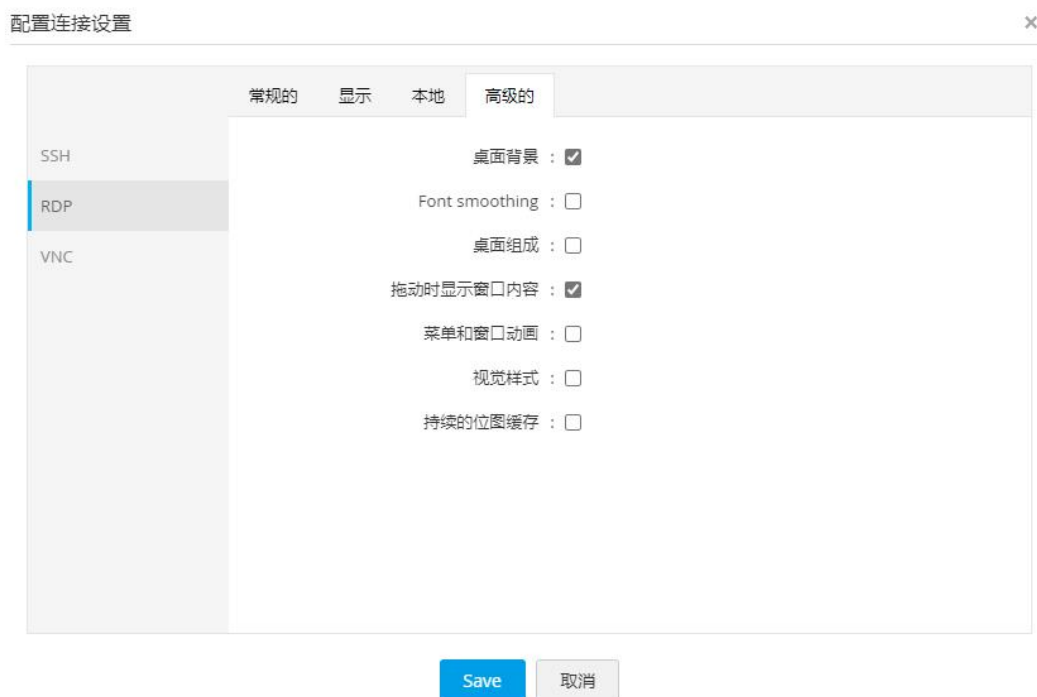 配置连接设置 ×
常规的 显示 本地 高级的
SSH
RDP
VNC
桌面背景 :
Font smoothing :
桌面组成 :
拖动时显示窗口内容 :
菜单和窗口动画 :
视觉样式 :
持续的位图缓存 :
Save 取消